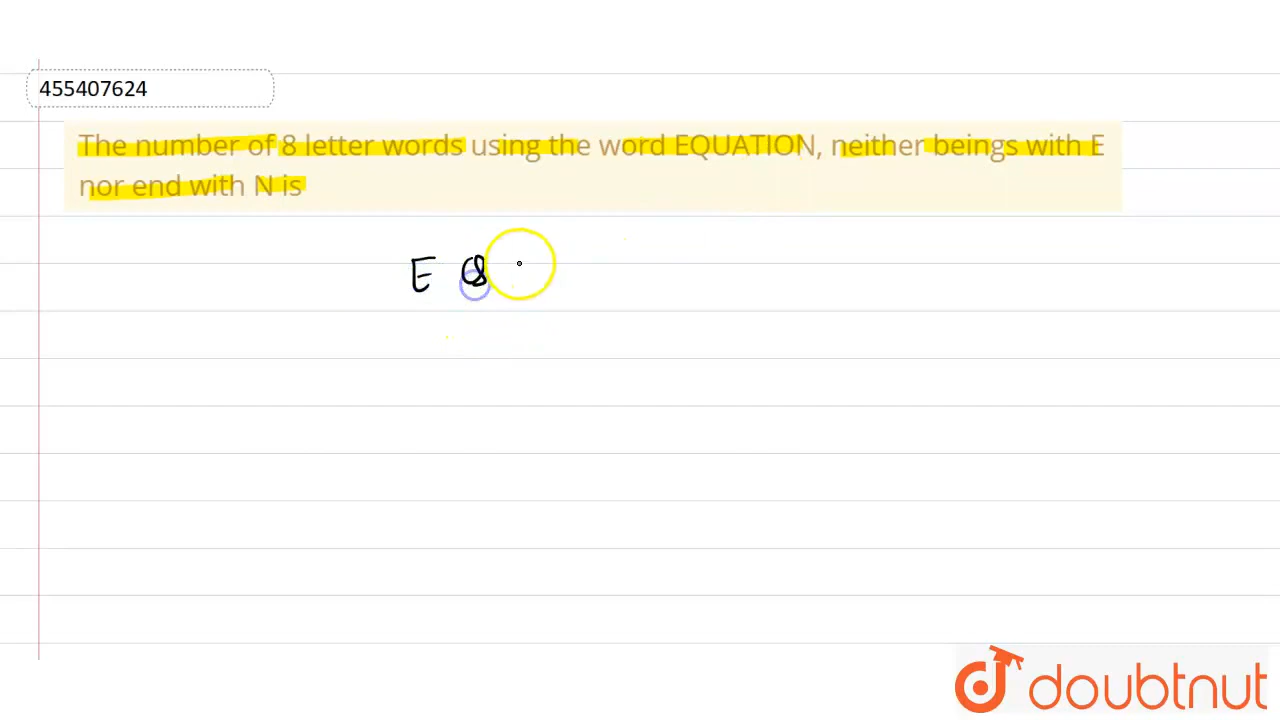 455407624
The number of 8 letter words using the word EQUATION, neither beings with E
nor end with N is
E Q
doubtnut